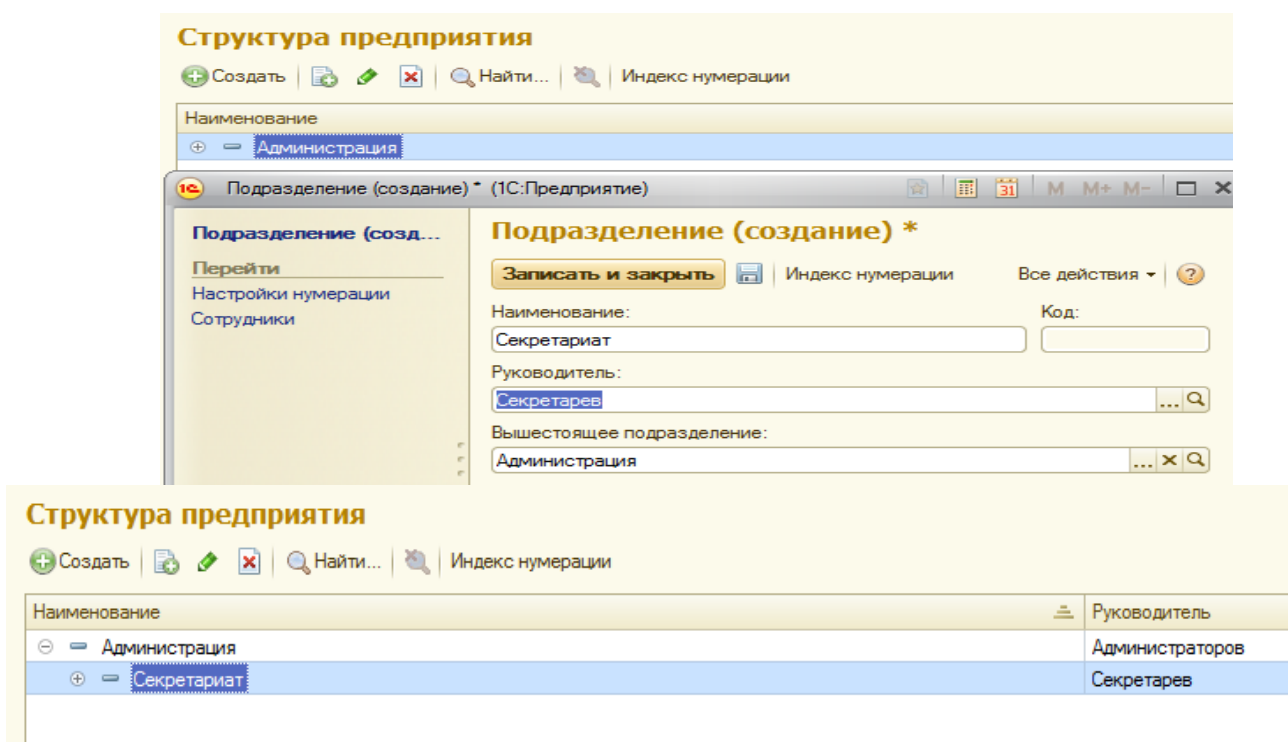 Структура предприятия
Создать Найти... Индекс нумерации
Наименование
Администрация
1С Подразделение (создание) * (1С:Предприятие) 31 M M+ M-
Подразделение (созд...
Перейти
Настройки нумерации
Сотрудники
Подразделение (создание) *
Записать и закрыть Индекс нумерации Все действия ?
Наименование: Код:
Секретариат
Руководитель:
Секретарев ...
Вышестоящее подразделение:
Администрация ...
Структура предприятия
Создать Найти... Индекс нумерации
Наименование Руководитель
Администрация Администраторов
Секретариат Секретарев